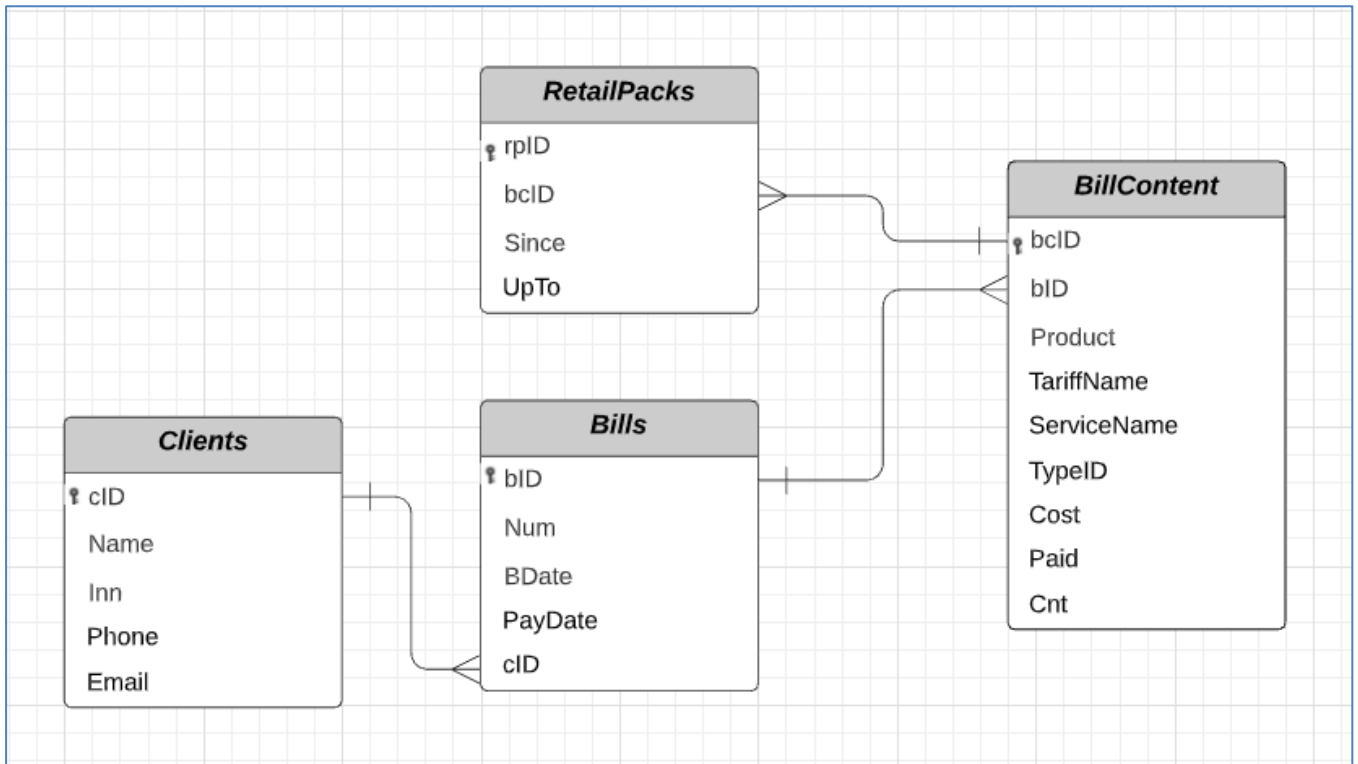 RetailPacks
rpID
bcID
Since
UpTo
BillContent
bcID
bID
Product
TariffName
ServiceName
TypeID
Cost
Paid
Cnt
Clients
cID
Name
Inn
Phone
Email
Bills
bID
Num
BDate
PayDate
cID